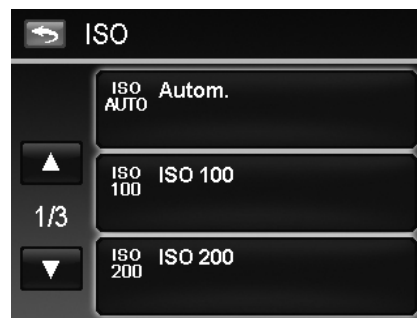 ISO
ISO AUTO Autom.
ISO 100 ISO 100
1/3
ISO 200 ISO 200